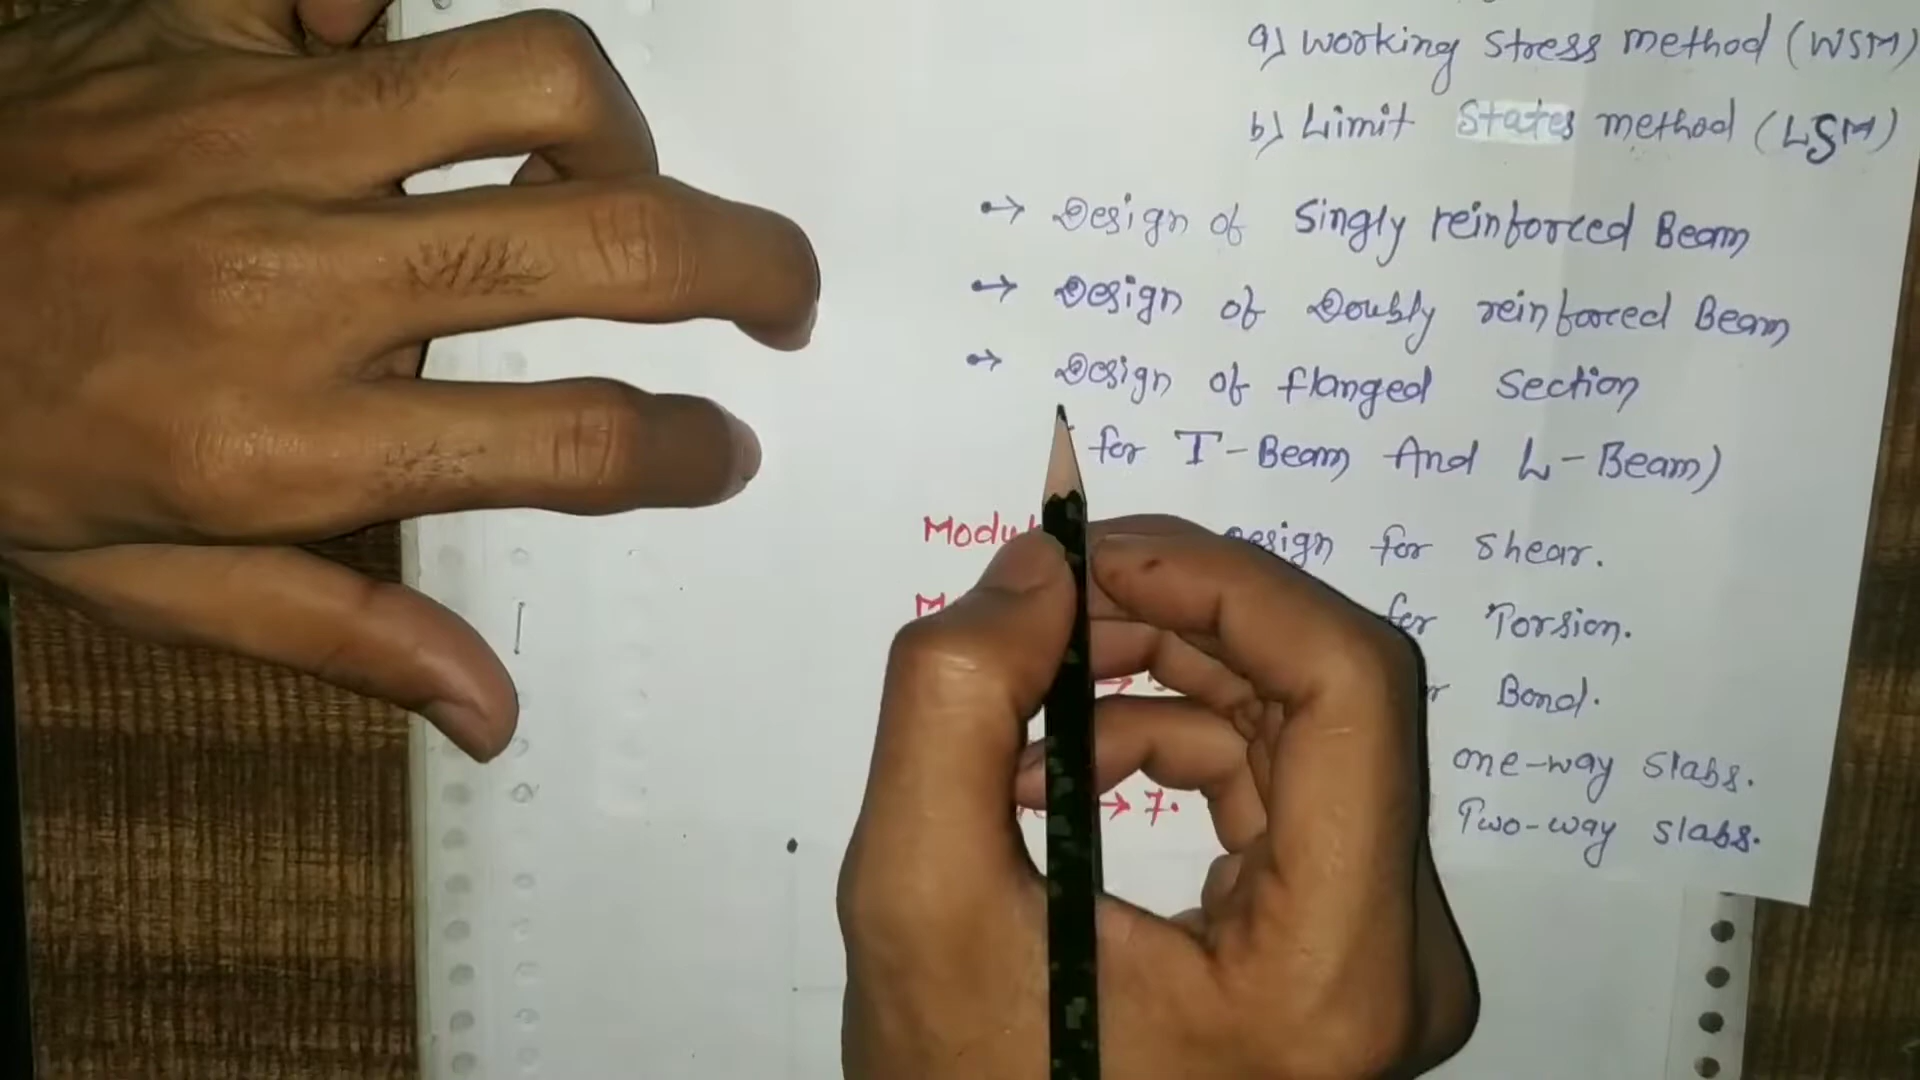 a) Working Stress Method (WSM)
b) Limit States method (LSM)
→ Design of Singly reinforced Beam
→ Design of Doubly reinforced Beam
→ Design of flanged Section
for T-Beam And L-Beam)
Design for Shear.
for Torsion.
Bond.
one-way slabs.
→ 7.
Two-way slabs.